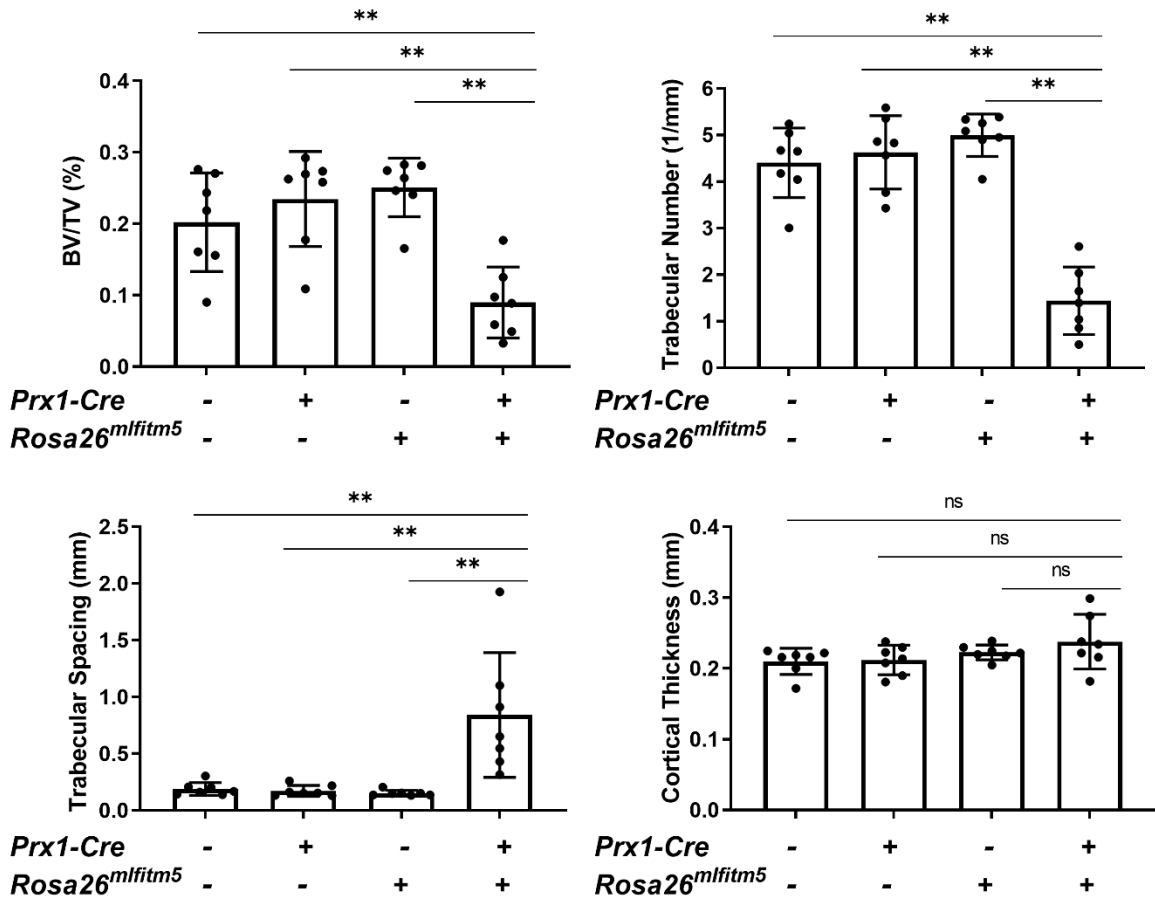 **
**
**
BV/TV (%)
0.4
0.3
0.2
0.1
0.0
Prx1-Cre - + - +
Rosa26mIfitm5 - - + +
**
**
**
Trabecular Number (1/mm)
6
5
4
3
2
1
0
Prx1-Cre - + - +
Rosa26mIfitm5 - - + +
**
**
**
Trabecular Spacing (mm)
2.5
2.0
1.5
1.0
0.5
0.0
Prx1-Cre - + - +
Rosa26mIfitm5 - - + +
ns
ns
ns
Cortical Thickness (mm)
0.4
0.3
0.2
0.1
0.0
Prx1-Cre - + - +
Rosa26mIfitm5 - - + +